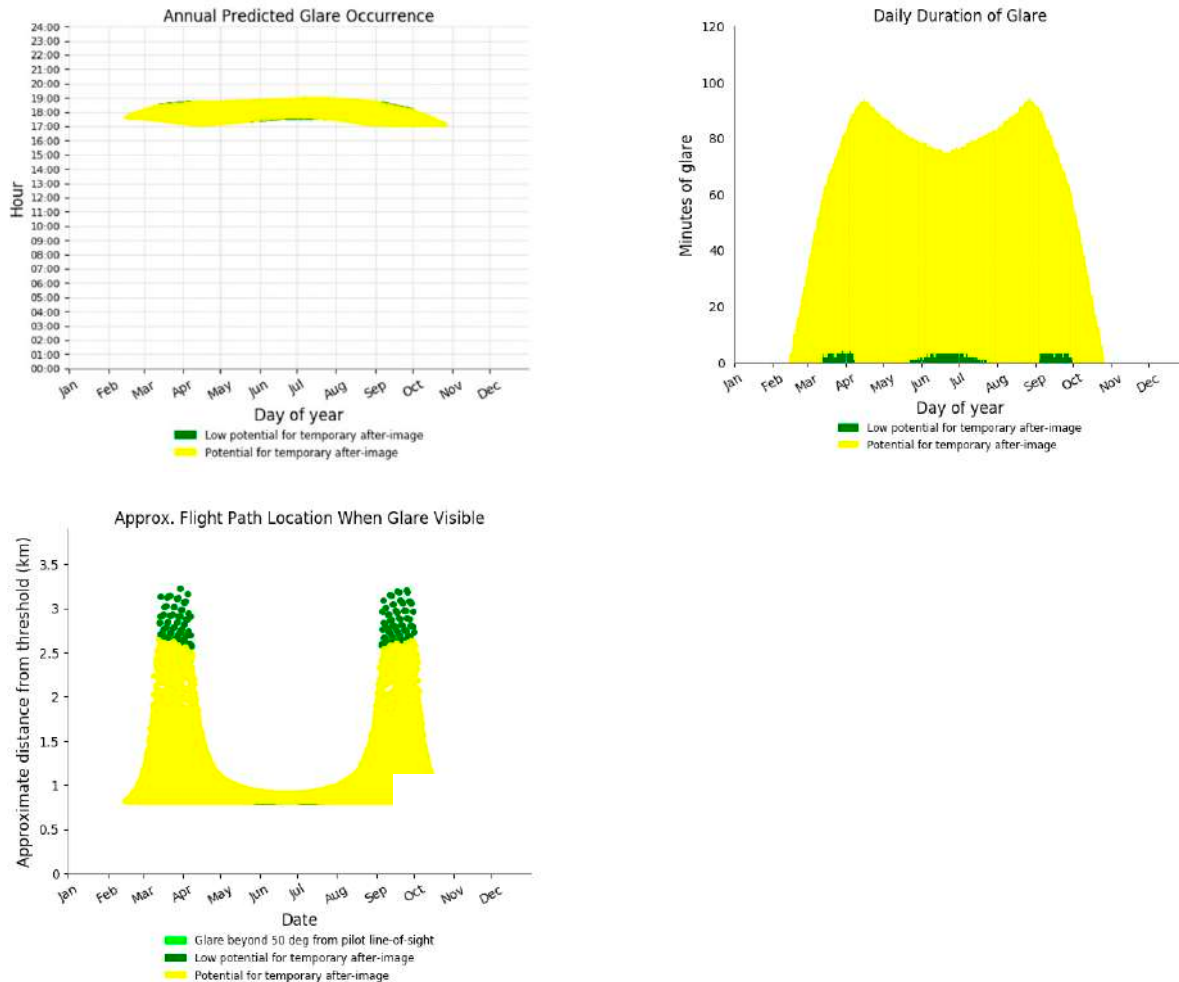 Annual Predicted Glare Occurrence
24:00
23:00
22:00
21:00
20:00
19:00
18:00
17:00
16:00
15:00
14:00
13:00
12:00
11:00
10:00
09:00
08:00
07:00
06:00
05:00
04:00
03:00
02:00
01:00
00:00
Hour
Jan Feb Mar Apr May Jun Jul Aug Sep Oct Nov Dec
Day of year
Low potential for temporary after-image
Potential for temporary after-image
Daily Duration of Glare
120
100
80
60
40
20
0
Minutes of glare
Jan Feb Mar Apr May Jun Jul Aug Sep Oct Nov Dec
Day of year
Low potential for temporary after-image
Potential for temporary after-image
Approx. Flight Path Location When Glare Visible
3.5
3
2.5
2
1.5
1
0.5
0
Approximate distance from threshold (km)
Jan Feb Mar Apr May Jun Jul Aug Sep Oct Nov Dec
Date
Glare beyond 50 deg from pilot line-of-sight
Low potential for temporary after-image
Potential for temporary after-image